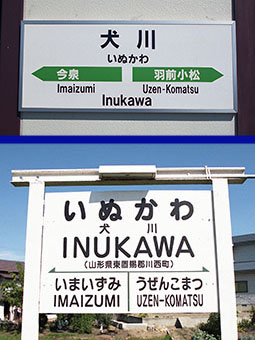 犬川
いぬかわ
今泉 羽前小松
Imaizumi Uzen-Komatsu
Inukawa
いぬかわ
犬川
INUKAWA
(山形県東置賜郡川西町)
いまいずみ うぜんこまつ
IMAIZUMI UZEN-KOMATSU